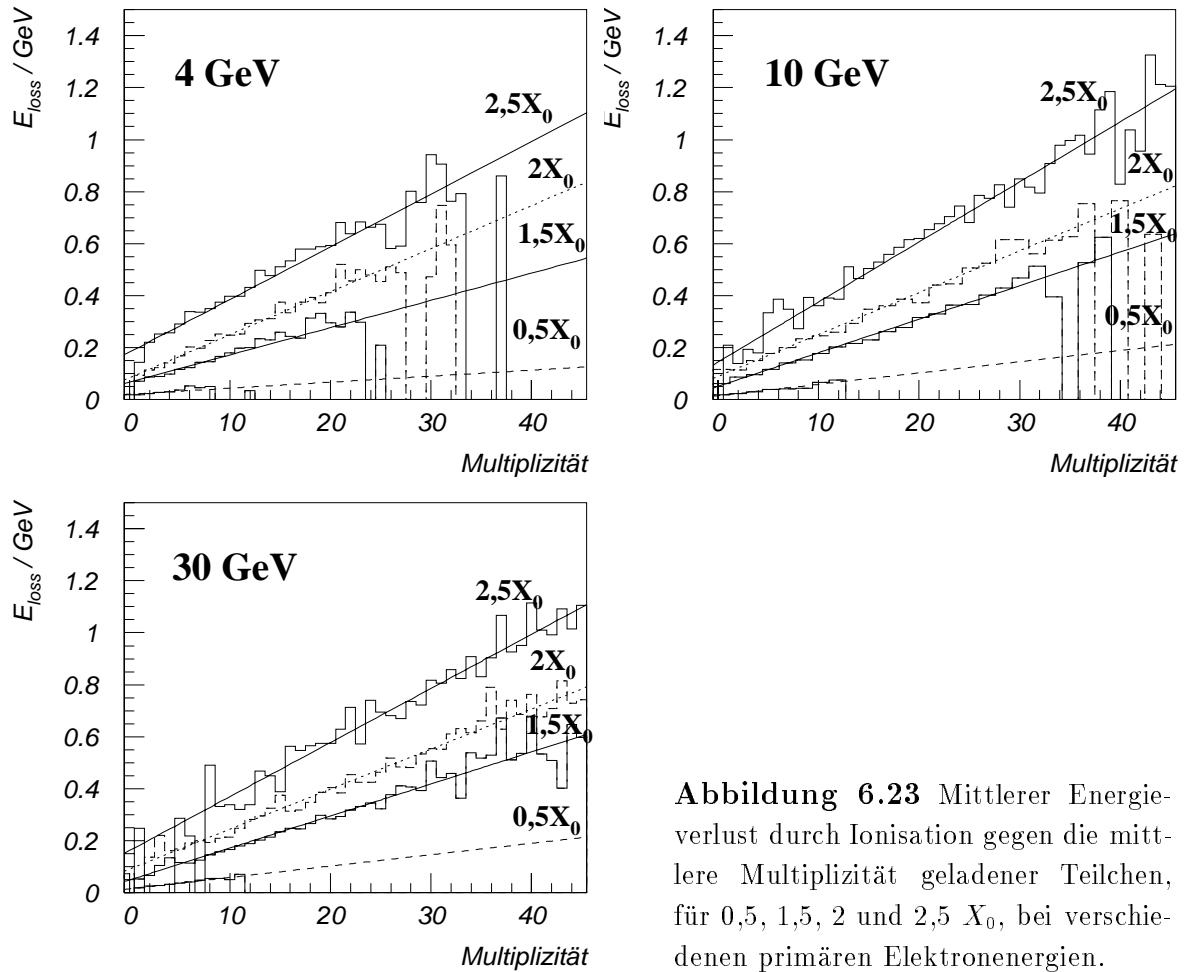 E_loss / GeV
1.4
1.2
1
0.8
0.6
0.4
0.2
0
4 GeV
2,5X₀
2X₀
1,5X₀
0,5X₀
0 10 20 30 40
Multiplizität
E_loss / GeV
1.4
1.2
1
0.8
0.6
0.4
0.2
0
10 GeV
2,5X₀
2X₀
1,5X₀
0,5X₀
0 10 20 30 40
Multiplizität
E_loss / GeV
1.4
1.2
1
0.8
0.6
0.4
0.2
0
30 GeV
2,5X₀
2X₀
1,5X₀
0,5X₀
0 10 20 30 40
Multiplizität
Abbildung 6.23 Mittlerer Energie-
verlust durch Ionisation gegen die mitt-
lere Multiplizität geladener Teilchen,
für 0,5, 1,5, 2 und 2,5 X₀, bei verschie-
denen primären Elektronenergien.